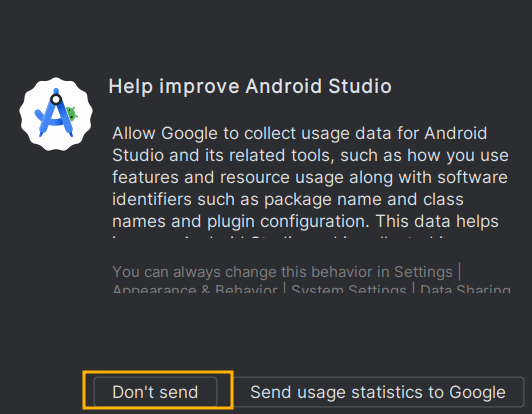 Help improve Android Studio
Allow Google to collect usage data for Android
Studio and its related tools, such as how you use
features and resource usage along with software
identifiers such as package name and class
names and plugin configuration. This data helps
You can always change this behavior in Settings |
Appearance & Behavior | System Settings | Data Sharing
Don't send
Send usage statistics to Google